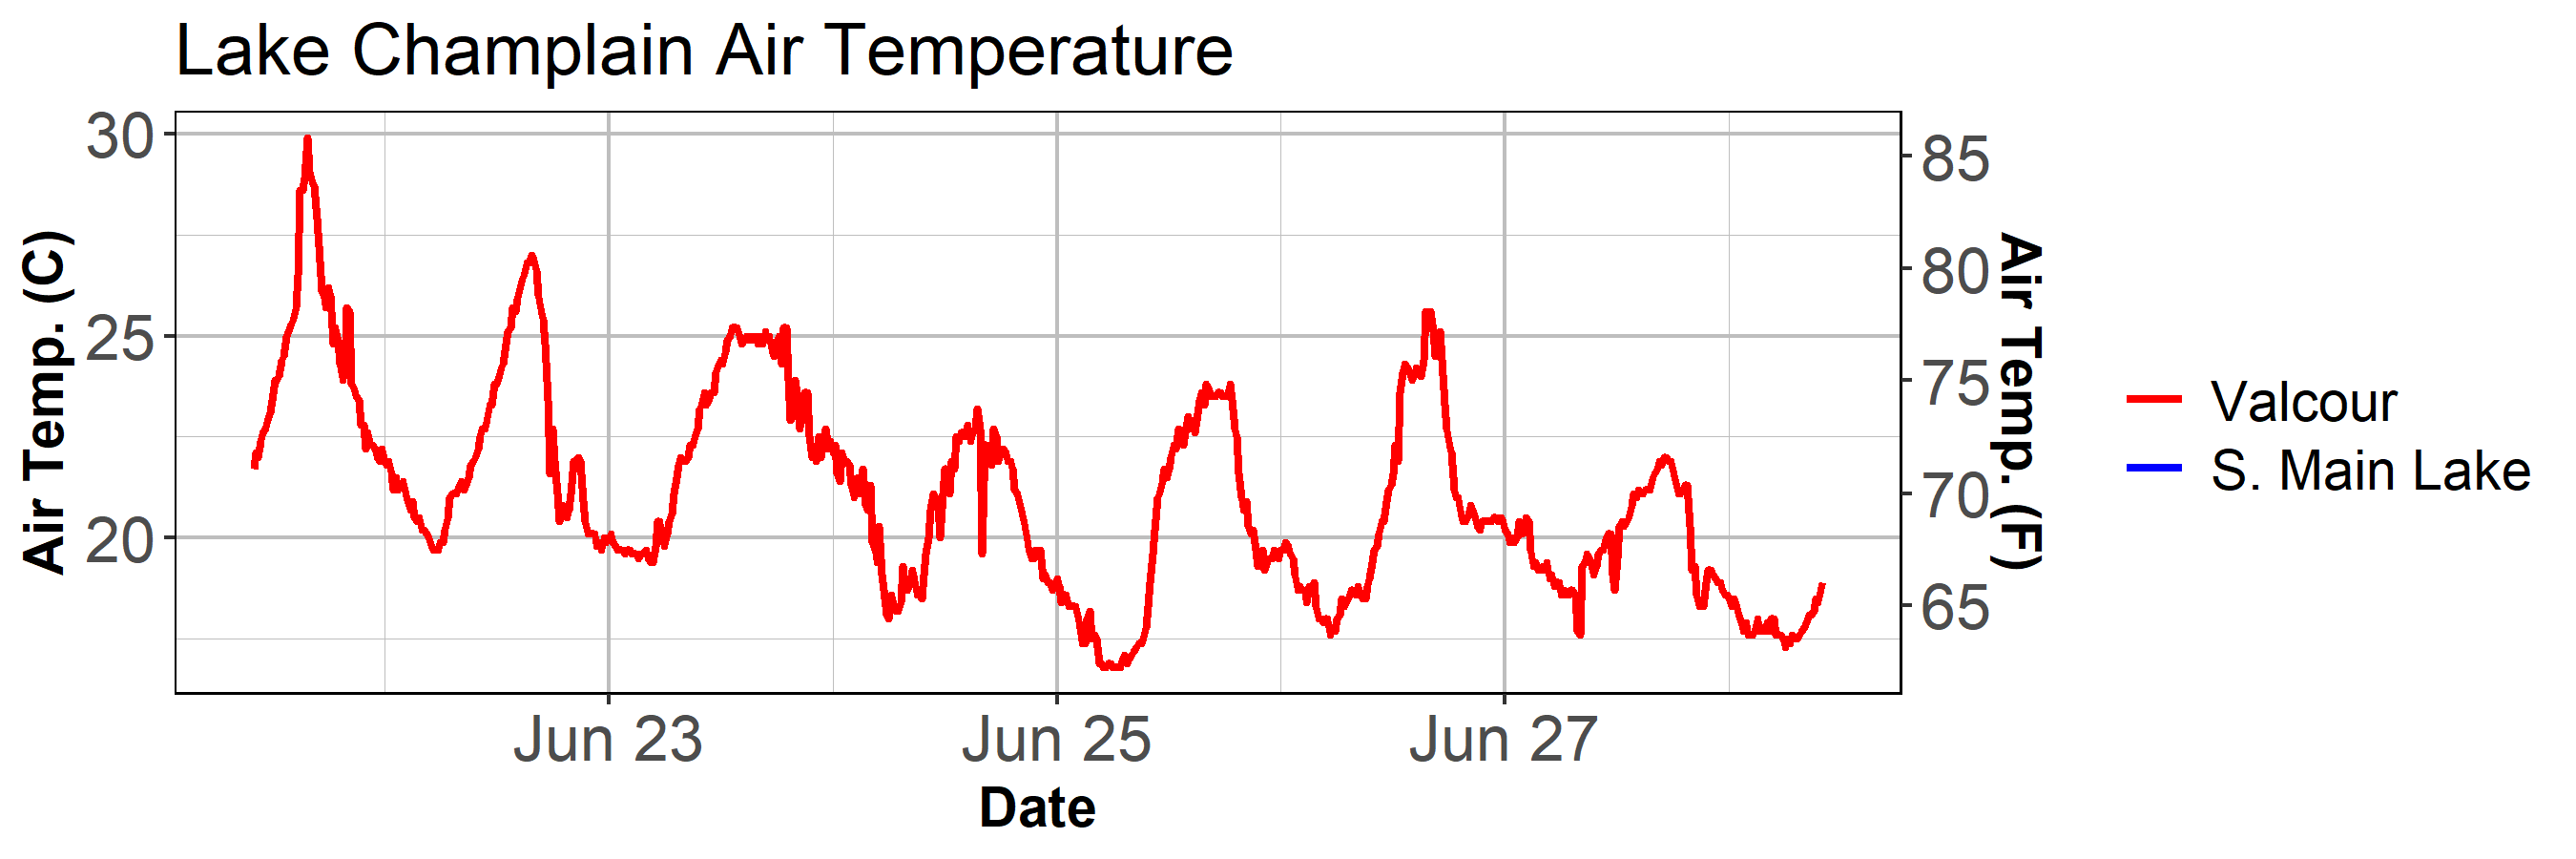 Lake Champlain Air Temperature
Air Temp. (C)
30
25
20
85
80
75
70
65
Air Temp. (F)
Jun 23
Jun 25
Jun 27
Date
Valcour
S. Main Lake